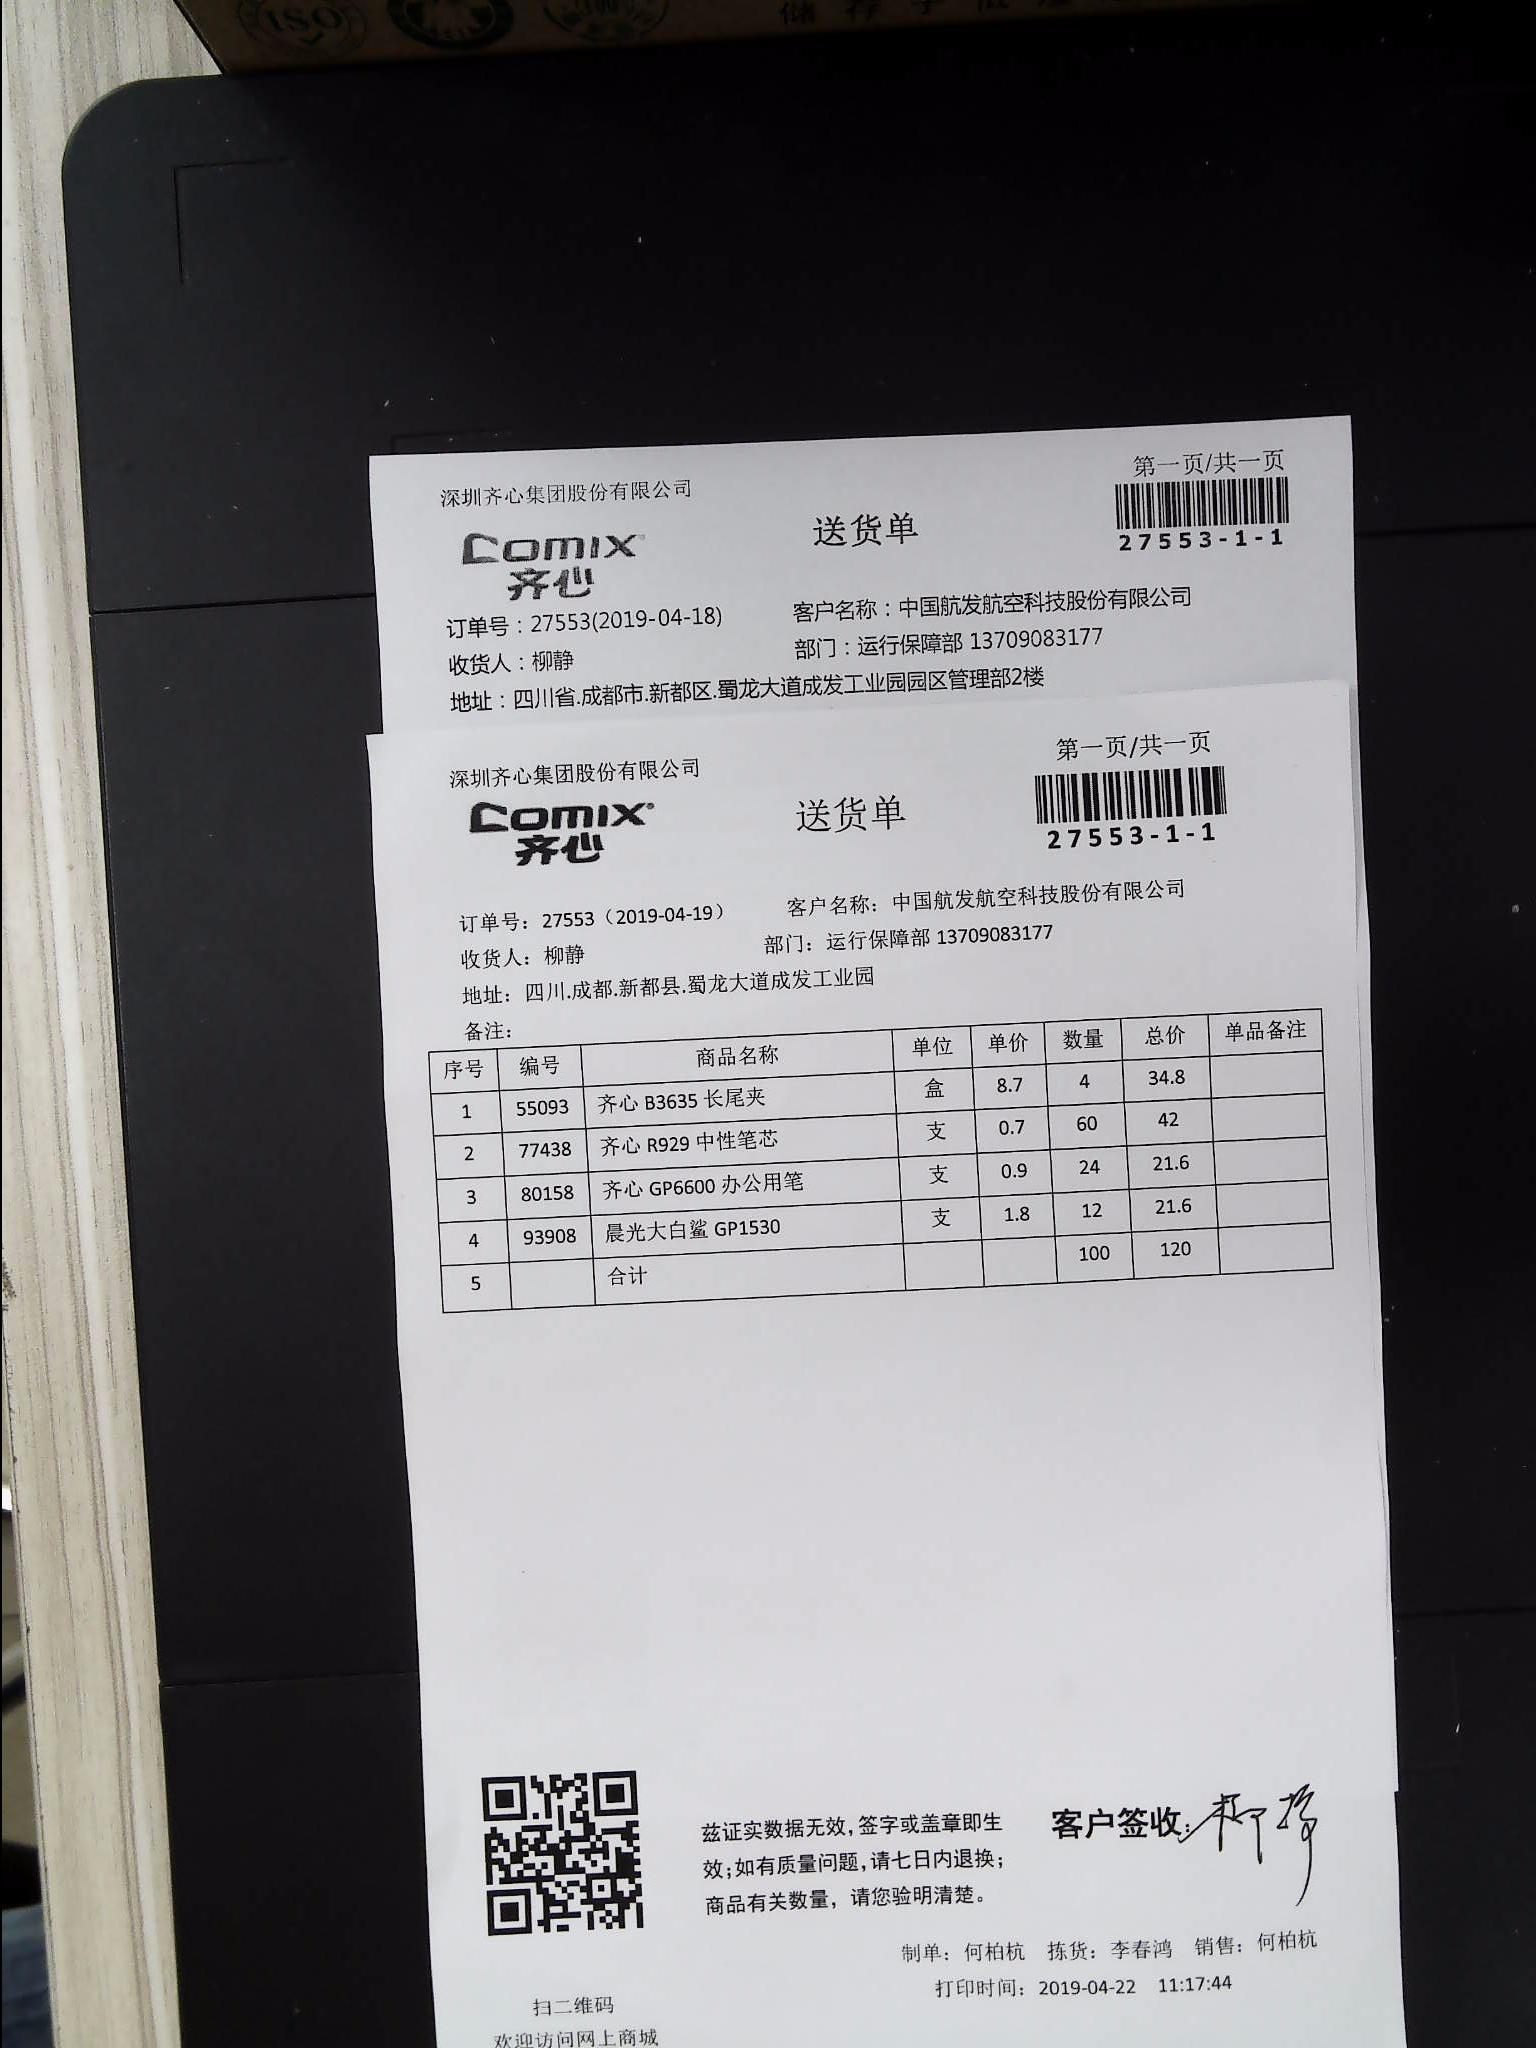 ISO
储存于
第一页/共一页
深圳齐心集团股份有限公司
送货单
Comix
齐心
27553-1-1
订单号：27553(2019-04-18)
客户名称：中国航发航空科技股份有限公司
收货人：柳静
部门：运行保障部 13709083177
地址：四川省.成都市.新都区.蜀龙大道成发工业园园区管理部2楼
第一页/共一页
深圳齐心集团股份有限公司
送货单
Comix
齐心
27553-1-1
订单号：27553（2019-04-19） 客户名称：中国航发航空科技股份有限公司
收货人：柳静 部门：运行保障部 13709083177
地址：四川.成都.新都县.蜀龙大道成发工业园
备注：
序号 编号 商品名称 单位 单价 数量 总价 单品备注
1 55093 齐心 B3635 长尾夹 盒 8.7 4 34.8
2 77438 齐心 R929 中性笔芯 支 0.7 60 42
3 80158 齐心 GP6600 办公用笔 支 0.9 24 21.6
4 93908 晨光大白鲨 GP1530 支 1.8 12 21.6
5 合计 100 120
兹证实数据无效,签字或盖章即生
效;如有质量问题,请七日内退换;
商品有关数量，请您验明清楚。
客户签收: 柳静
制单：何柏杭 拣货：李春鸿 销售：何柏杭
打印时间：2019-04-22 11:17:44
扫二维码
欢迎访问网上商城